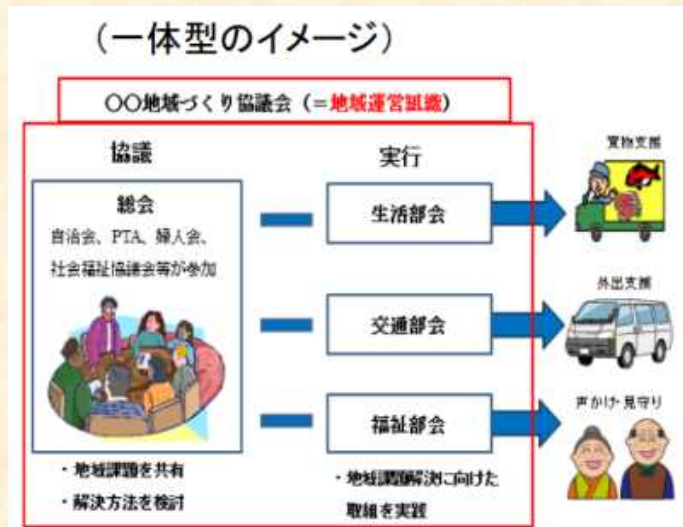 (一体型のイメージ)
〇〇地域づくり協議会（＝地域運営組織）
協議
実行
総会
自治会、PTA、婦人会、
社会福祉協議会等が参加
・地域課題を共有
・解決方法を検討
生活部会
交通部会
福祉部会
・地域課題解決に向けた
取組を実践
買物支援
外出支援
声かけ・見守り